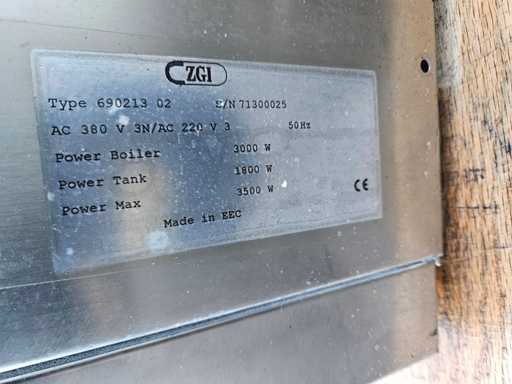 ZGI
Type 690213 02 S/N 71300025
AC 380 V 3N/AC 220 V 3 50Hz
Power Boiler 3000 W
Power Tank 1800 W
Power Max 3500 W
CE
Made in EEC